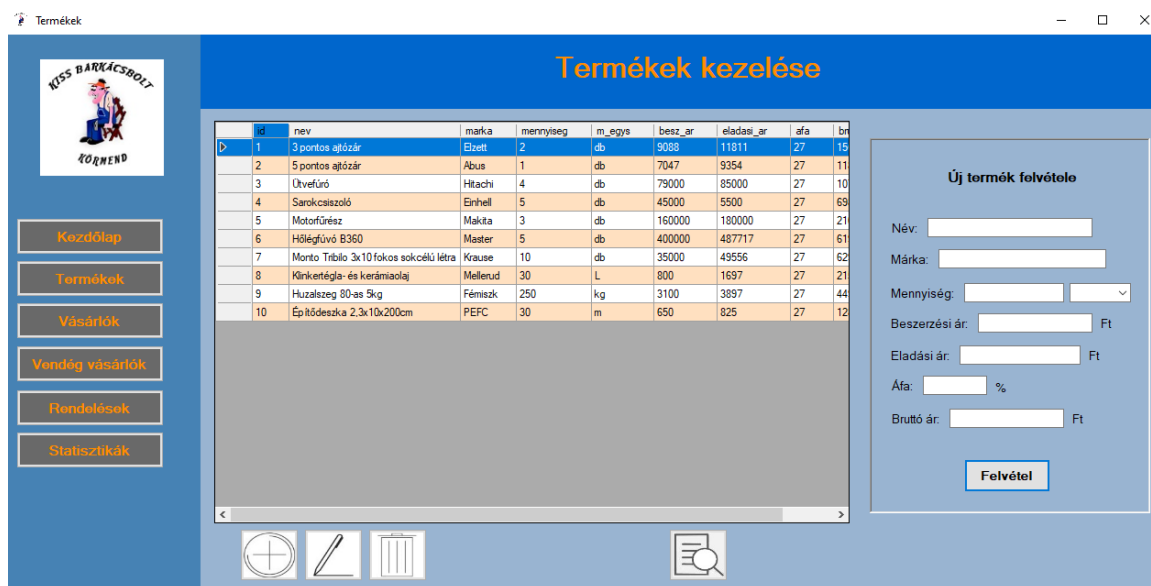 Termékek
KISS BARKÁCSBOLT
KÖRMEND
Kezdőlap
Termékek
Vásárlók
Vendég vásárlók
Rendelések
Statisztikák
Termékek kezelése
id nev marka mennyiseg m_egys besz_ar eladasi_ar afa
1 3 pontos ajtózár Elzett 2 db 9088 11811 27
2 5 pontos ajtózár Abus 1 db 7047 9354 27
3 Ütvefúró Hitachi 4 db 79000 85000 27
4 Sarokcsiszoló Einhell 5 db 45000 5500 27
5 Motorfűrész Makita 3 db 160000 180000 27
6 Hőlégfúvó B360 Master 5 db 400000 487717 27
7 Monto Tribilo 3x10 fokos sokcélú létra Krause 10 db 35000 49556 27
8 Klinkertégla- és kerámiaolaj Mellerud 30 L 800 1697 27
9 Huzalszeg 80-as 5kg Fémiszk 250 kg 3100 3897 27
10 Építődeszka 2,3x10x200cm PEFC 30 m 650 825 27
Új termék felvétele
Név:
Márka:
Mennyiség:
Beszerzési ár: Ft
Eladási ár: Ft
Áfa: %
Bruttó ár: Ft
Felvétel